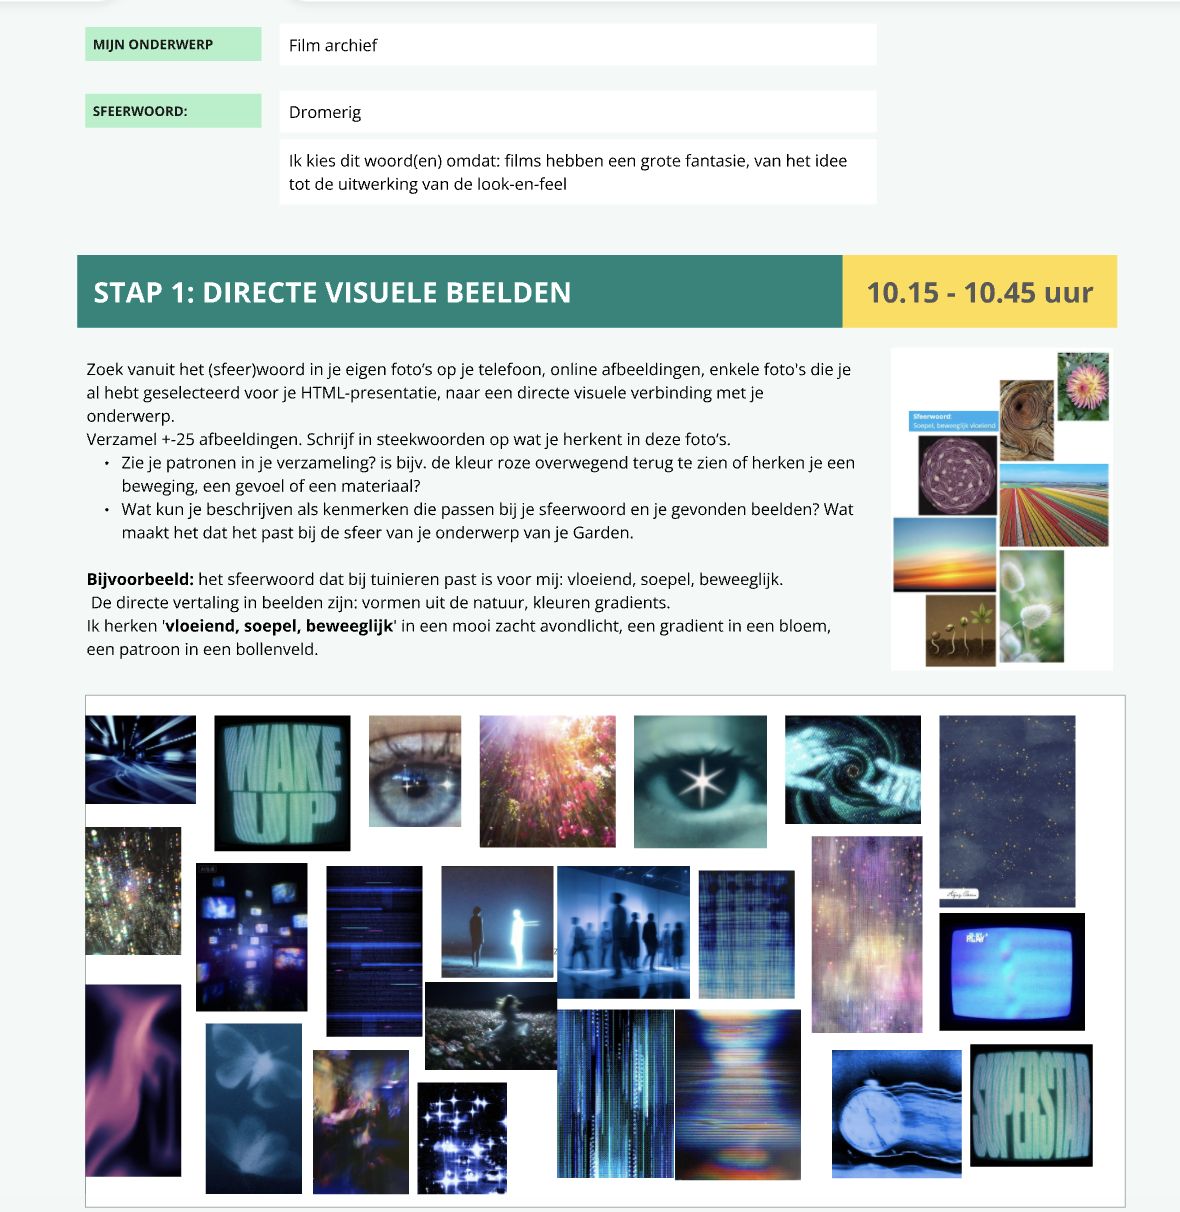 MIJN ONDERWERP
Film archief
SFEERWOORD:
Dromerig
Ik kies dit woord(en) omdat: films hebben een grote fantasie, van het idee
tot de uitwerking van de look-en-feel
STAP 1: DIRECTE VISUELE BEELDEN
10.15 - 10.45 uur
Zoek vanuit het (sfeer)woord in je eigen foto’s op je telefoon, online afbeeldingen, enkele foto's die je
al hebt geselecteerd voor je HTML-presentatie, naar een directe visuele verbinding met je
onderwerp.
Verzamel +-25 afbeeldingen. Schrijf in steekwoorden op wat je herkent in deze foto’s.
• Zie je patronen in je verzameling? is bijv. de kleur roze overwegend terug te zien of herken je een
beweging, een gevoel of een materiaal?
• Wat kun je beschrijven als kenmerken die passen bij je sfeerwoord en je gevonden beelden? Wat
maakt het dat het past bij de sfeer van je onderwerp van je Garden.
Bijvoorbeeld: het sfeerwoord dat bij tuinieren past is voor mij: vloeiend, soepel, beweeglijk.
De directe vertaling in beelden zijn: vormen uit de natuur, kleuren gradients.
Ik herken 'vloeiend, soepel, beweeglijk' in een mooi zacht avondlicht, een gradient in een bloem,
een patroon in een bollenveld.
Sfeerwoord:
Soepel, beweeglijk vloeiend
WAKE
UP
SUPERSTAR